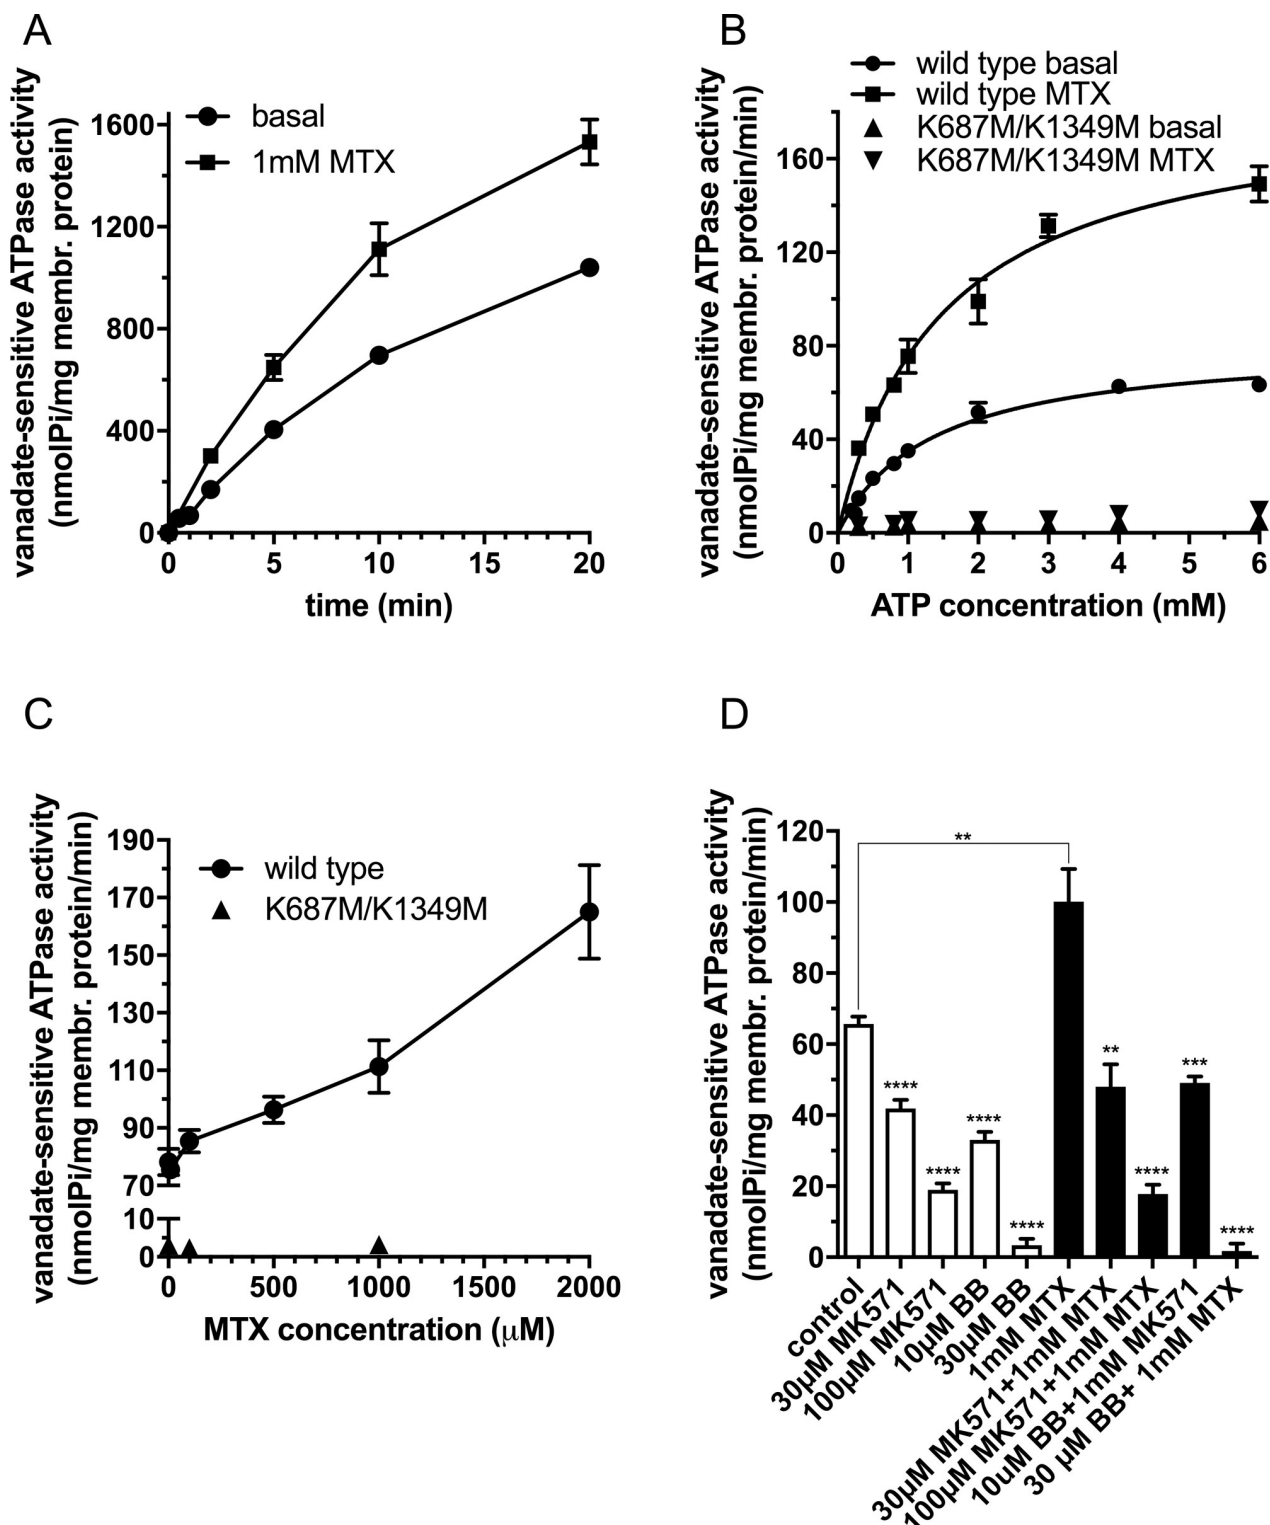 A
vanadate-sensitive ATPase activity
(nmolPi/mg membr. protein)
basal
1mM MTX
1600
1200
800
400
0
0 5 10 15 20
time (min)
B
vanadate-sensitive ATPase activity
(nmolPi/mg membr. protein/min)
wild type basal
wild type MTX
K687M/K1349M basal
K687M/K1349M MTX
160
120
80
40
0
0 1 2 3 4 5 6
ATP concentration (mM)
C
vanadate-sensitive ATPase activity
(nmolPi/mg membr. protein/min)
wild type
K687M/K1349M
190
170
150
130
110
90
70
10
0
0 500 1000 1500 2000
MTX concentration (μM)
D
vanadate-sensitive ATPase activity
(nmolPi/mg membr. protein/min)
120
100
80
60
40
20
0
**
****
****
****
****
**
****
***
****
control
30μM MK571
100μM MK571
10μM BB
30μM BB
1mM MTX
30μM MK571+1mM MTX
100μM MK571+1mM MTX
10uM BB+1mM MK571
30 μM BB+ 1mM MTX